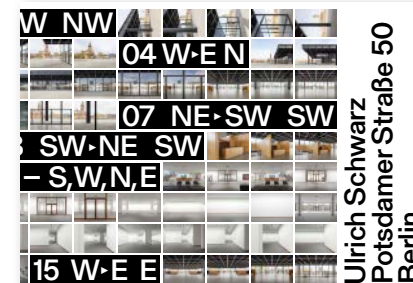 W NW
04 W▸E N
07 NE▸SW SW
SW▸NE SW
– S,W,N,E
15 W▸E E
Ulrich Schwarz
Potsdamer Straße 50
Berlin